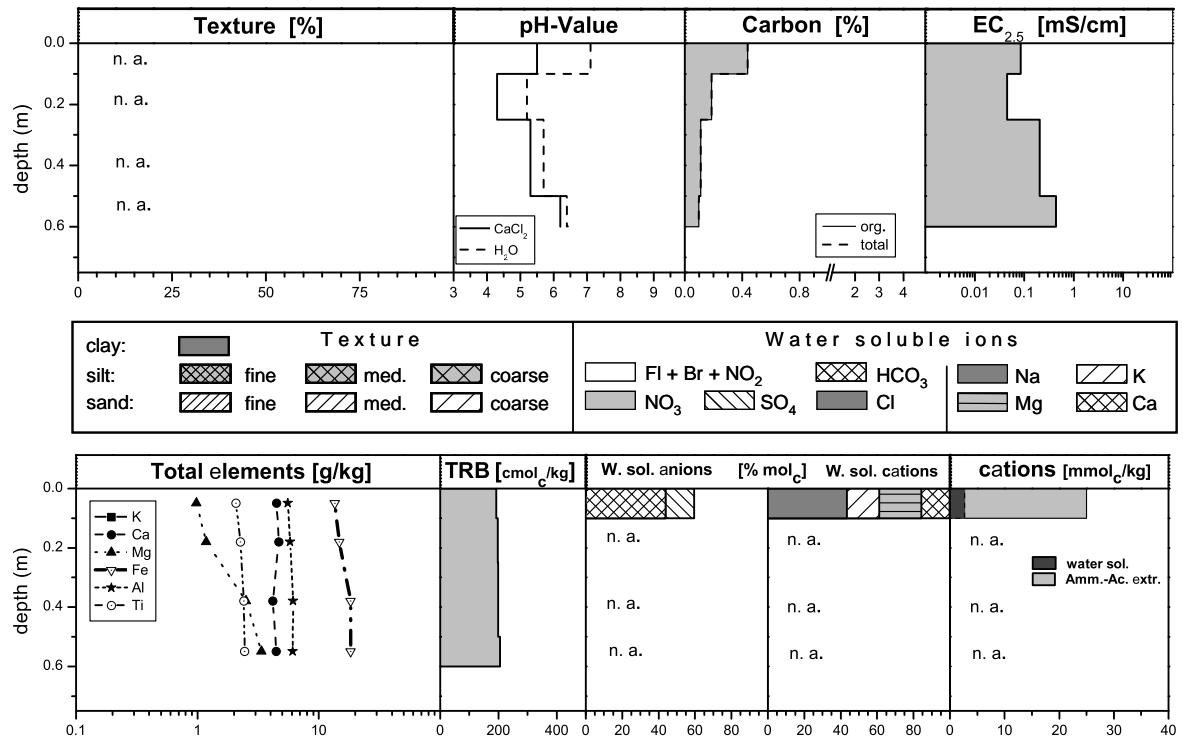 Texture [%] pH-Value Carbon [%] EC2.5 [mS/cm]
depth (m)
0.0
0.2
0.4
0.6
n. a.
n. a.
n. a.
n. a.
CaCl2
H2O
org.
total
0 25 50 75 3 4 5 6 7 8 9 0.0 0.4 0.8 2 4 0.01 0.1 1 10
Texture
clay:
silt: fine med. coarse
sand: fine med. coarse
Water soluble ions
Fl + Br + NO2 HCO3 Na K
NO3 SO4 Cl Mg Ca
Total elements [g/kg] TRB [cmolc/kg] W. sol. anions [% molc] W. sol. cations cations [mmolc/kg]
depth (m)
0.0
0.2
0.4
0.6
K
Ca
Mg
Fe
Al
Ti
n. a. n. a. n. a.
water sol.
Amm.-Ac. extr.
n. a. n. a. n. a.
n. a. n. a. n. a.
0.1 1 10 0 200 400 0 20 40 60 80 0 20 40 60 80 0 10 20 30 40